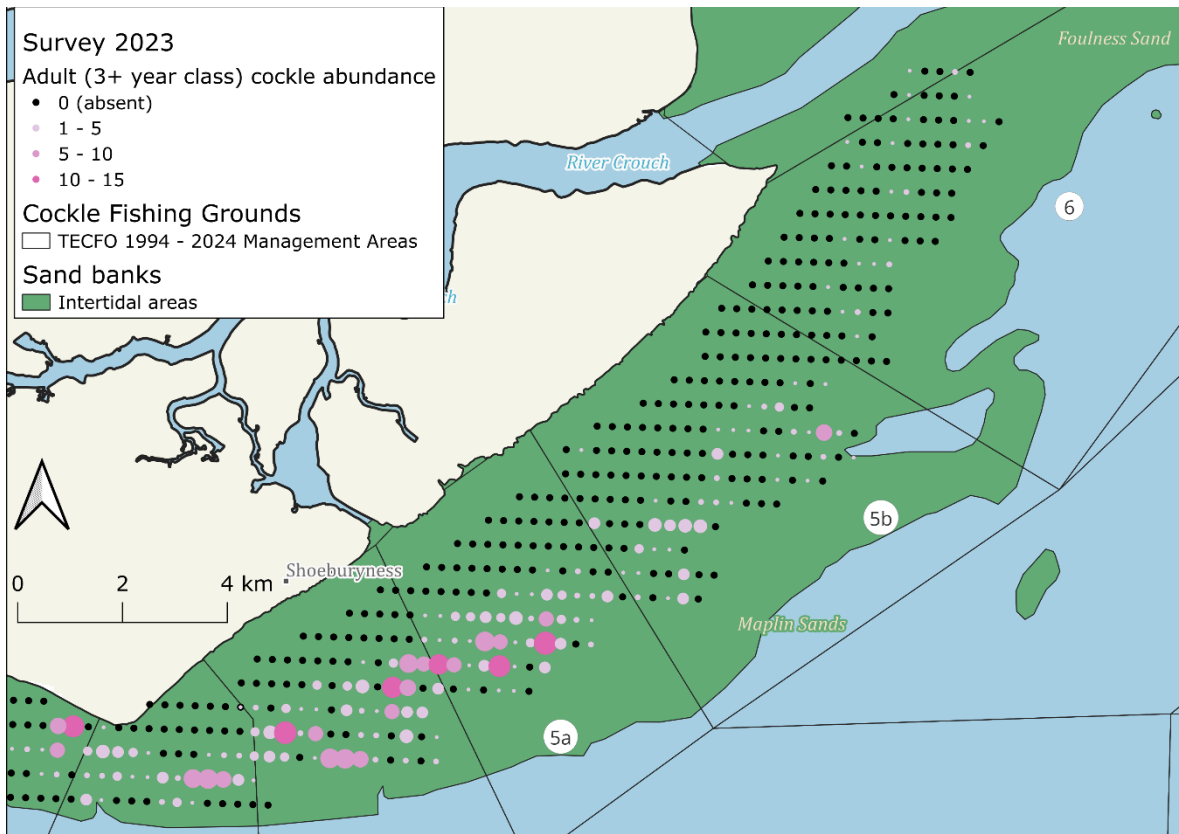 Survey 2023
Adult (3+ year class) cockle abundance
0 (absent)
1 - 5
5 - 10
10 - 15
Cockle Fishing Grounds
TECFO 1994 - 2024 Management Areas
Sand banks
Intertidal areas
Foulness Sand
River Crouch
6
h
5b
Shoeburyness
0 2 4 km
Maplin Sands
5a